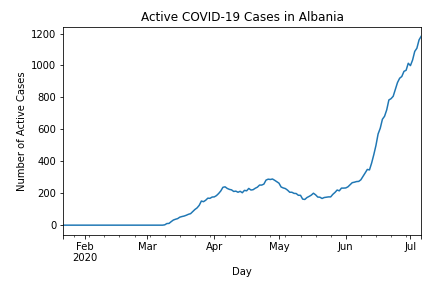 Active COVID-19 Cases in Albania
Number of Active Cases
1200
1000
800
600
400
200
0
Feb Mar Apr May Jun Jul
2020
Day